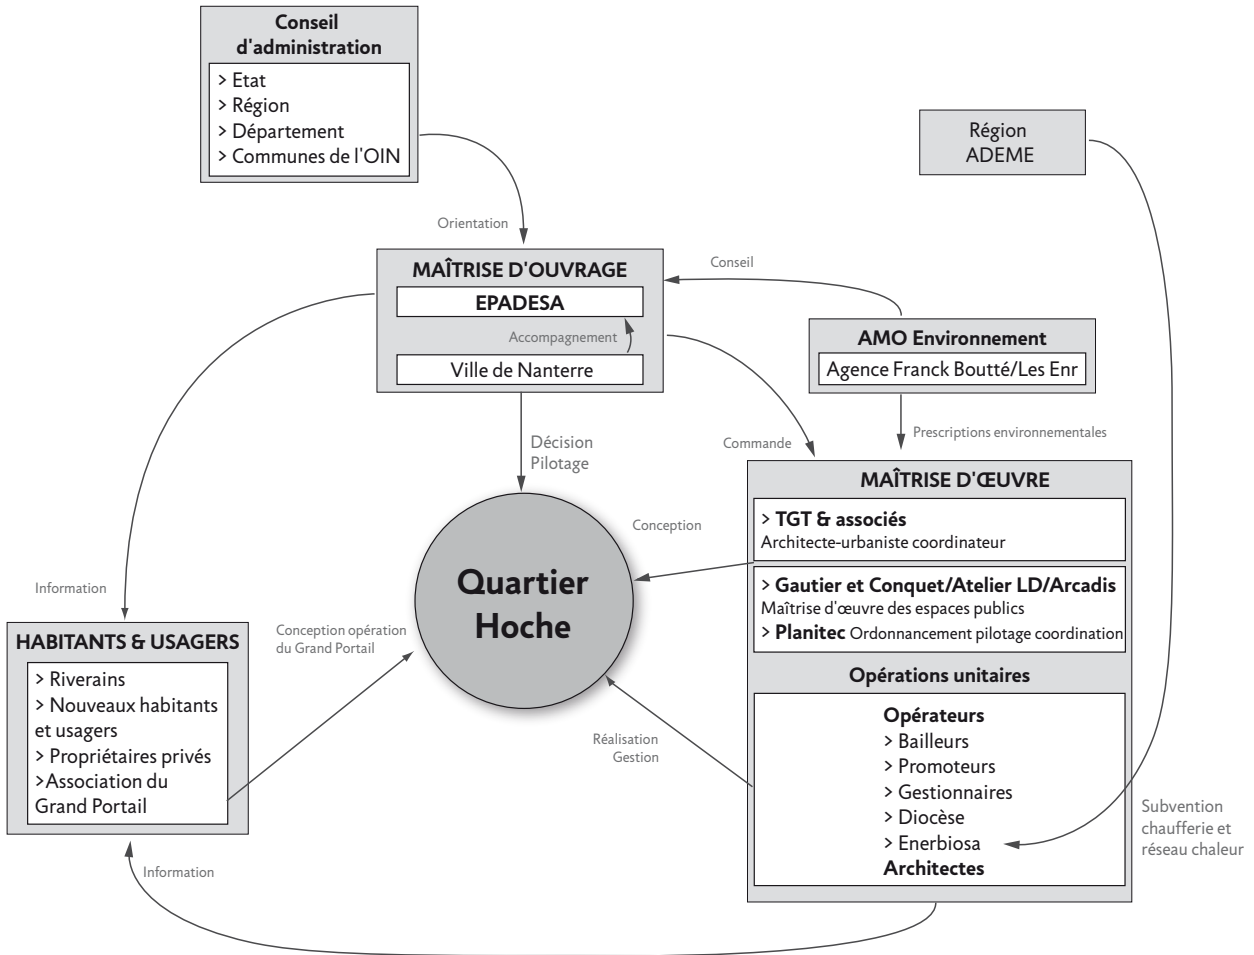 Conseil
d'administration
> Etat
> Région
> Département
> Communes de l'OIN
Région
ADEME
Orientation
MAÎTRISE D'OUVRAGE
EPADESA
Accompagnement
Ville de Nanterre
Conseil
AMO Environnement
Agence Franck Boutté/Les Enr
Décision
Pilotage
Commande
Prescriptions environnementales
MAÎTRISE D'ŒUVRE
> TGT & associés
Architecte-urbaniste coordinateur
> Gautier et Conquet/Atelier LD/Arcadis
Maîtrise d'œuvre des espaces publics
> Planitec Ordonnancement pilotage coordination
Conception
Quartier
Hoche
Information
HABITANTS & USAGERS
> Riverains
> Nouveaux habitants
et usagers
> Propriétaires privés
>Association du
Grand Portail
Conception opération
du Grand Portail
Réalisation
Gestion
Opérations unitaires
Opérateurs
> Bailleurs
> Promoteurs
> Gestionnaires
> Diocèse
> Enerbiosa
Architectes
Subvention
chaufferie et
réseau chaleur
Information